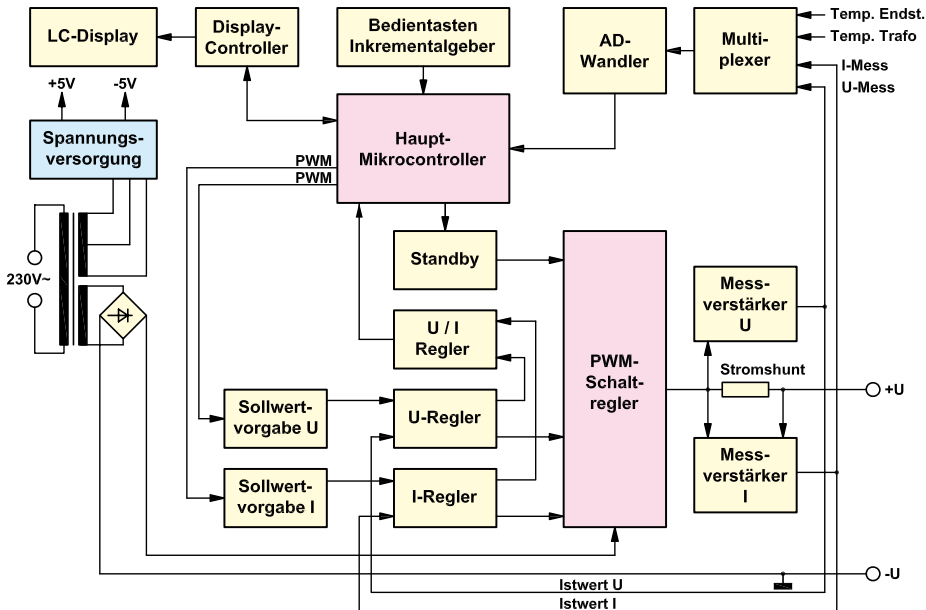 LC-Display
Display-
Controller
Bedientasten
Inkrementalgeber
AD-
Wandler
Multi-
plexer
Temp. Endst.
Temp. Trafo
I-Mess
U-Mess
+5V
-5V
Spannungs-
versorgung
Haupt-
Mikrocontroller
PWM
PWM
230V~
Standby
U / I
Regler
PWM-
Schalt-
regler
Mess-
verstärker
U
Stromshunt
+U
Sollwert-
vorgabe U
U-Regler
Mess-
verstärker
I
Sollwert-
vorgabe I
I-Regler
-U
Istwert U
Istwert I